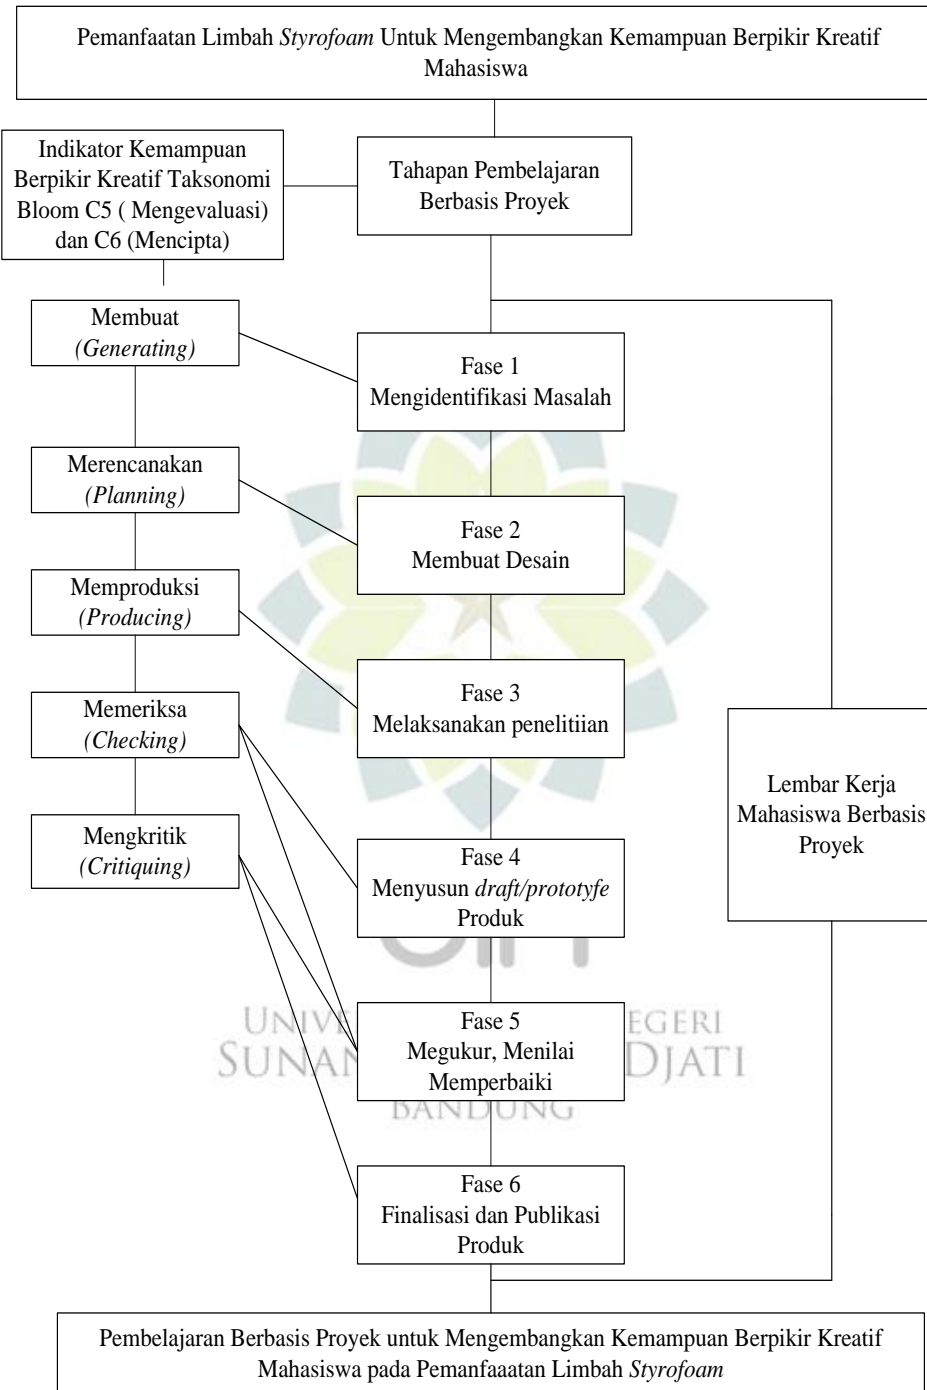 Pemanfaatan Limbah Styrofoam Untuk Mengembangkan Kemampuan Berpikir Kreatif
Mahasiswa
Indikator Kemampuan
Berpikir Kreatif Taksonomi
Bloom C5 ( Mengevaluasi)
dan C6 (Mencipta)
Tahapan Pembelajaran
Berbasis Proyek
Membuat
(Generating)
Fase 1
Mengidentifikasi Masalah
Merencanakan
(Planning)
Fase 2
Membuat Desain
Memproduksi
(Producing)
Fase 3
Melaksanakan penelitiian
Memeriksa
(Checking)
Mengkritik
(Critiquing)
Fase 4
Menyusun draft/prototyfe
Produk
Lembar Kerja
Mahasiswa Berbasis
Proyek
Fase 5
Megukur, Menilai
Memperbaiki
Fase 6
Finalisasi dan Publikasi
Produk
Pembelajaran Berbasis Proyek untuk Mengembangkan Kemampuan Berpikir Kreatif
Mahasiswa pada Pemanfaaatan Limbah Styrofoam
EGERI
DJATI
BANDUNG